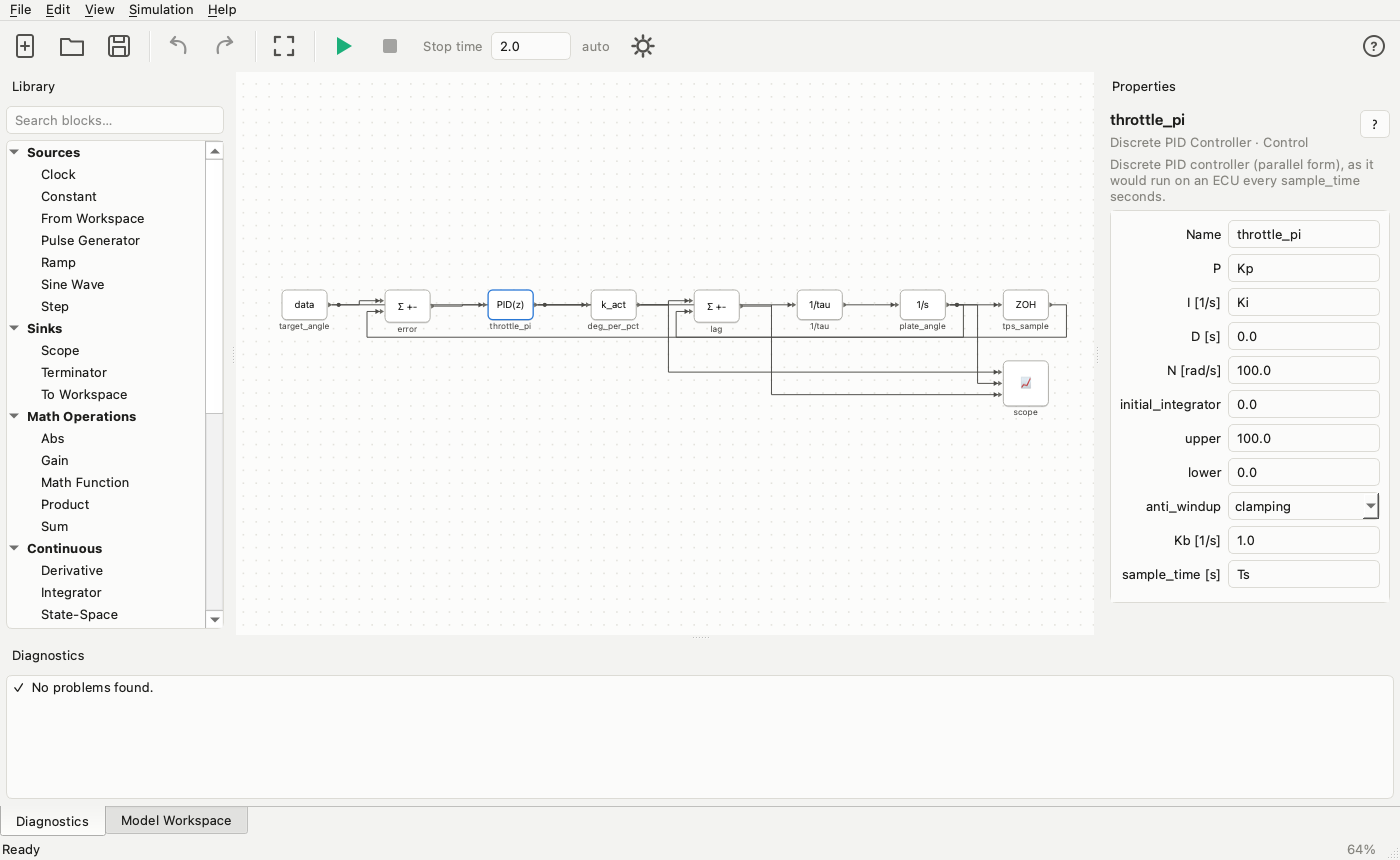 File Edit View Simulation Help
Stop time 2.0 auto
Library
Search blocks...
Sources
Clock
Constant
From Workspace
Pulse Generator
Ramp
Sine Wave
Step
Sinks
Scope
Terminator
To Workspace
Math Operations
Abs
Gain
Math Function
Product
Sum
Continuous
Derivative
Integrator
State-Space
data Σ +- PID(z) k_act Σ +- 1/tau 1/s ZOH
target_angle error throttle_pi deg_per_pct lag 1/tau plate_angle tps_sample
scope
Properties
throttle_pi
?
Discrete PID Controller · Control
Discrete PID controller (parallel form), as it
would run on an ECU every sample_time
seconds.
Name throttle_pi
P Kp
I [1/s] Ki
D [s] 0.0
N [rad/s] 100.0
initial_integrator 0.0
upper 100.0
lower 0.0
anti_windup clamping
Kb [1/s] 1.0
sample_time [s] Ts
Diagnostics
✓ No problems found.
Diagnostics Model Workspace
Ready 64%